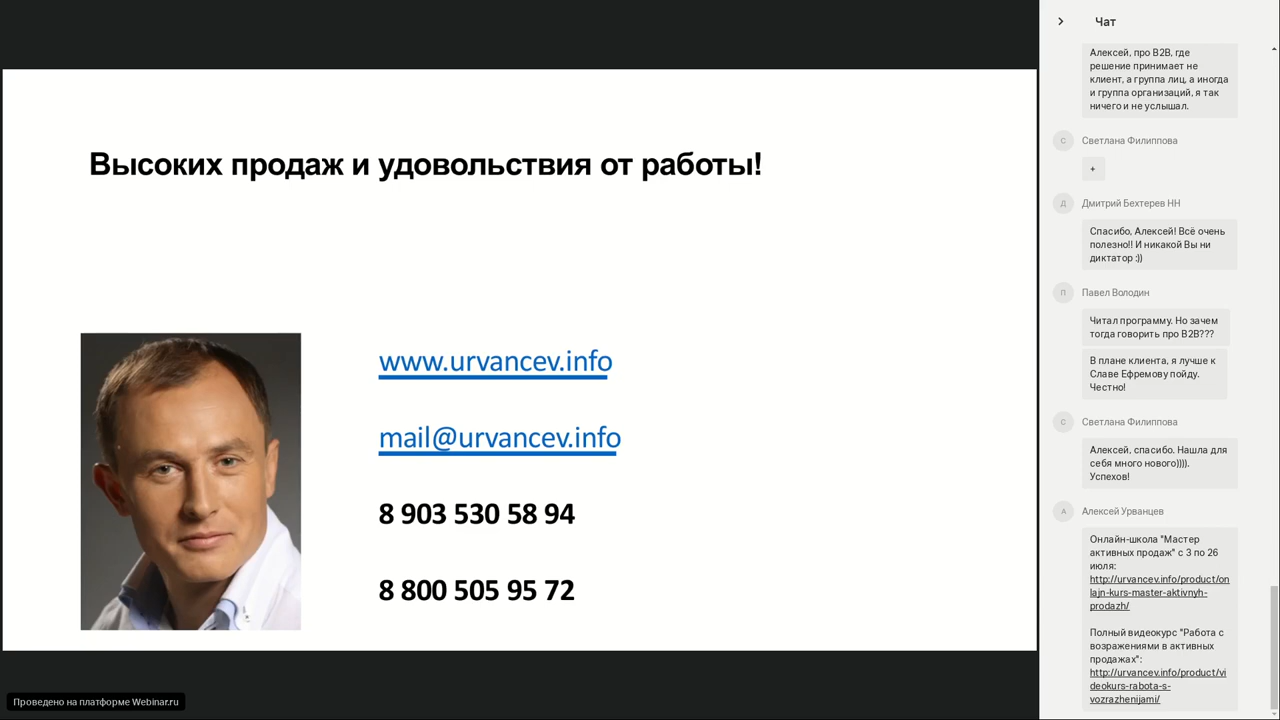 Высоких продаж и удовольствия от работы!
www.urvancev.info
mail@urvancev.info
8 903 530 58 94
8 800 505 95 72
Проведено на платформе Webinar.ru
Чат
Алексей, про B2B, где
решение принимает не
клиент, а группа лиц, а иногда
и группа организаций, я так
ничего и не услышал.
С
Светлана Филиппова
+
Д
Дмитрий Бехтерев НН
Спасибо, Алексей! Всё очень
полезно!! И никакой Вы ни
диктатор :))
П
Павел Володин
Читал программу. Но зачем
тогда говорить про B2B???
В плане клиента, я лучше к
Славе Ефремову пойду.
Честно!
С
Светлана Филиппова
Алексей, спасибо. Нашла для
себя много нового)))).
Успехов!
А
Алексей Урванцев
Онлайн-школа "Мастер
активных продаж" с 3 по 26
июля:
http://urvancev.info/product/on
lajn-kurs-master-aktivnyh-
prodazh/
Полный видеокурс "Работа с
возражениями в активных
продажах":
http://urvancev.info/product/vi
deokurs-rabota-s-
vozrazhenijami/